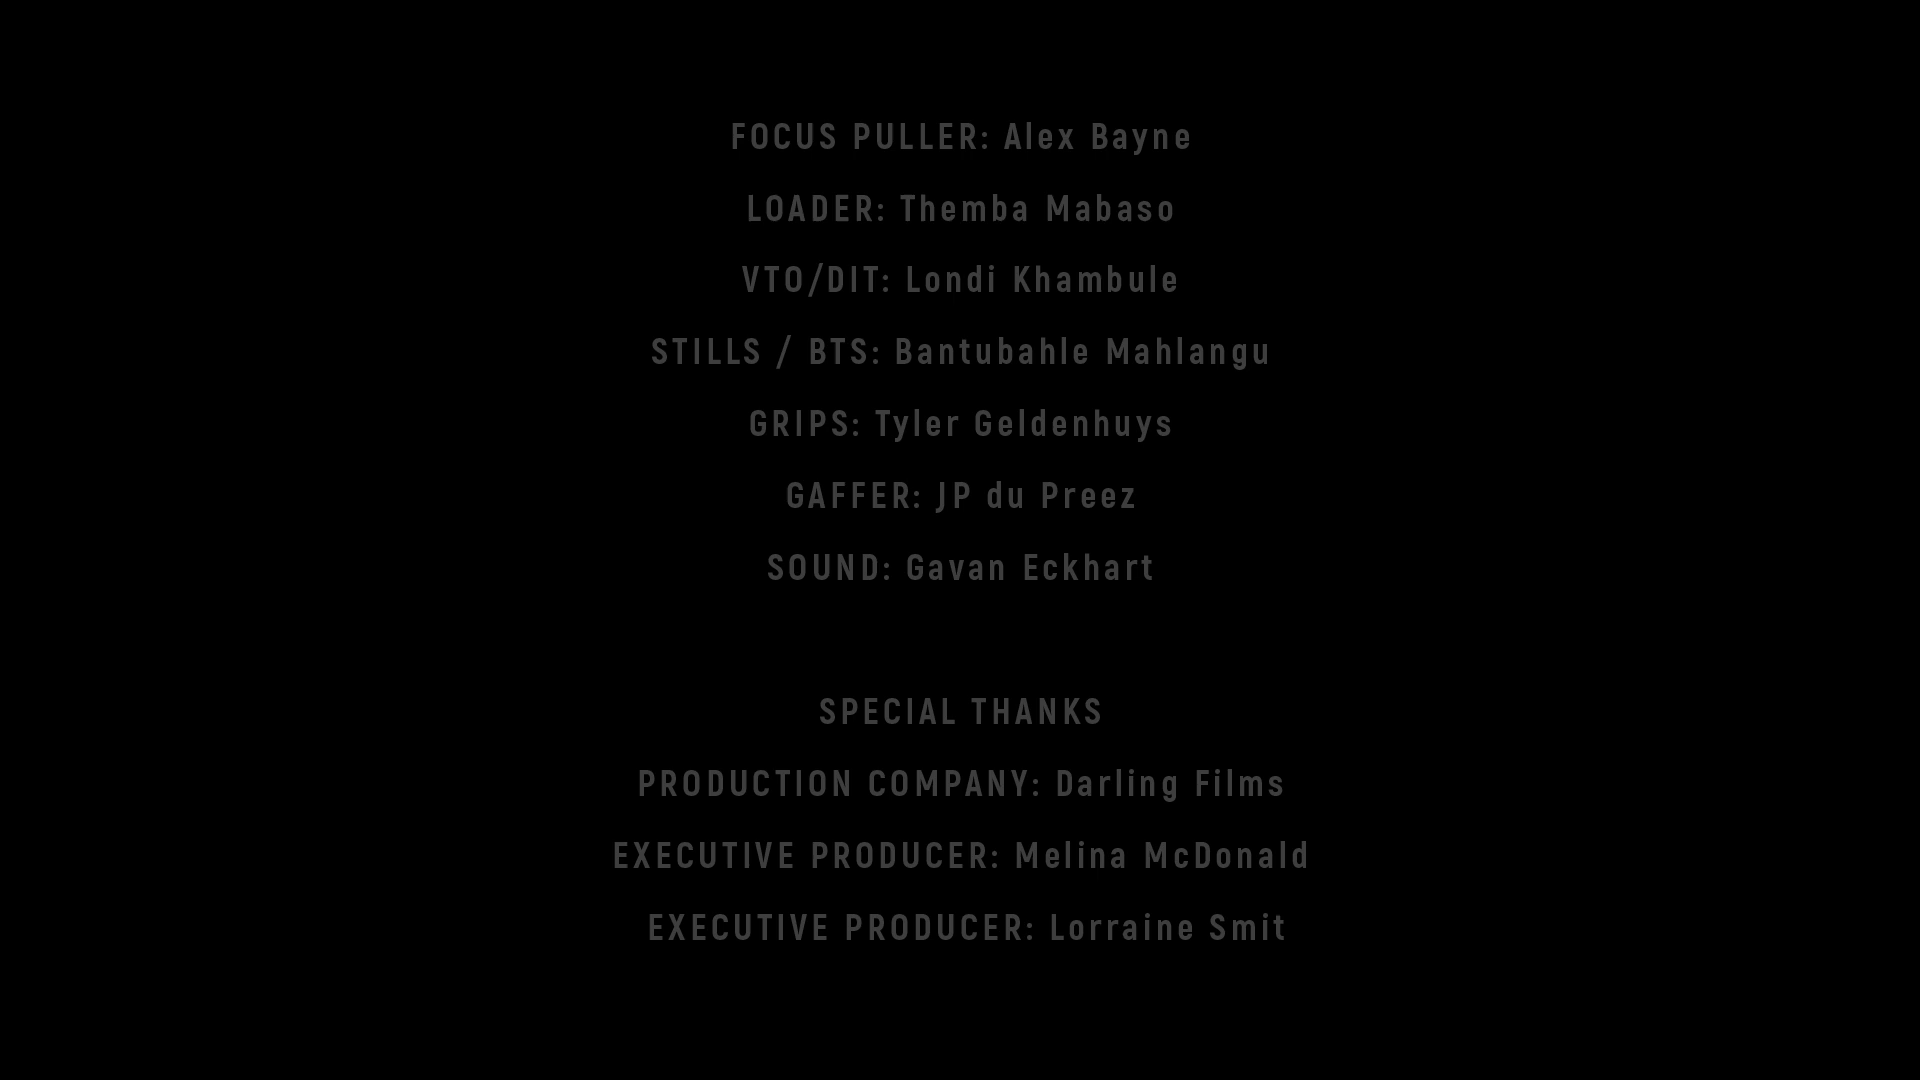 FOCUS PULLER: Alex Bayne
LOADER: Themba Mabaso
VTO/DIT: Londi Khambule
STILLS / BTS: Bantubahle Mahlangu
GRIPS: Tyler Geldenhuys
GAFFER: JP du Preez
SOUND: Gavan Eckhart
SPECIAL THANKS
PRODUCTION COMPANY: Darling Films
EXECUTIVE PRODUCER: Melina McDonald
EXECUTIVE PRODUCER: Lorraine Smit